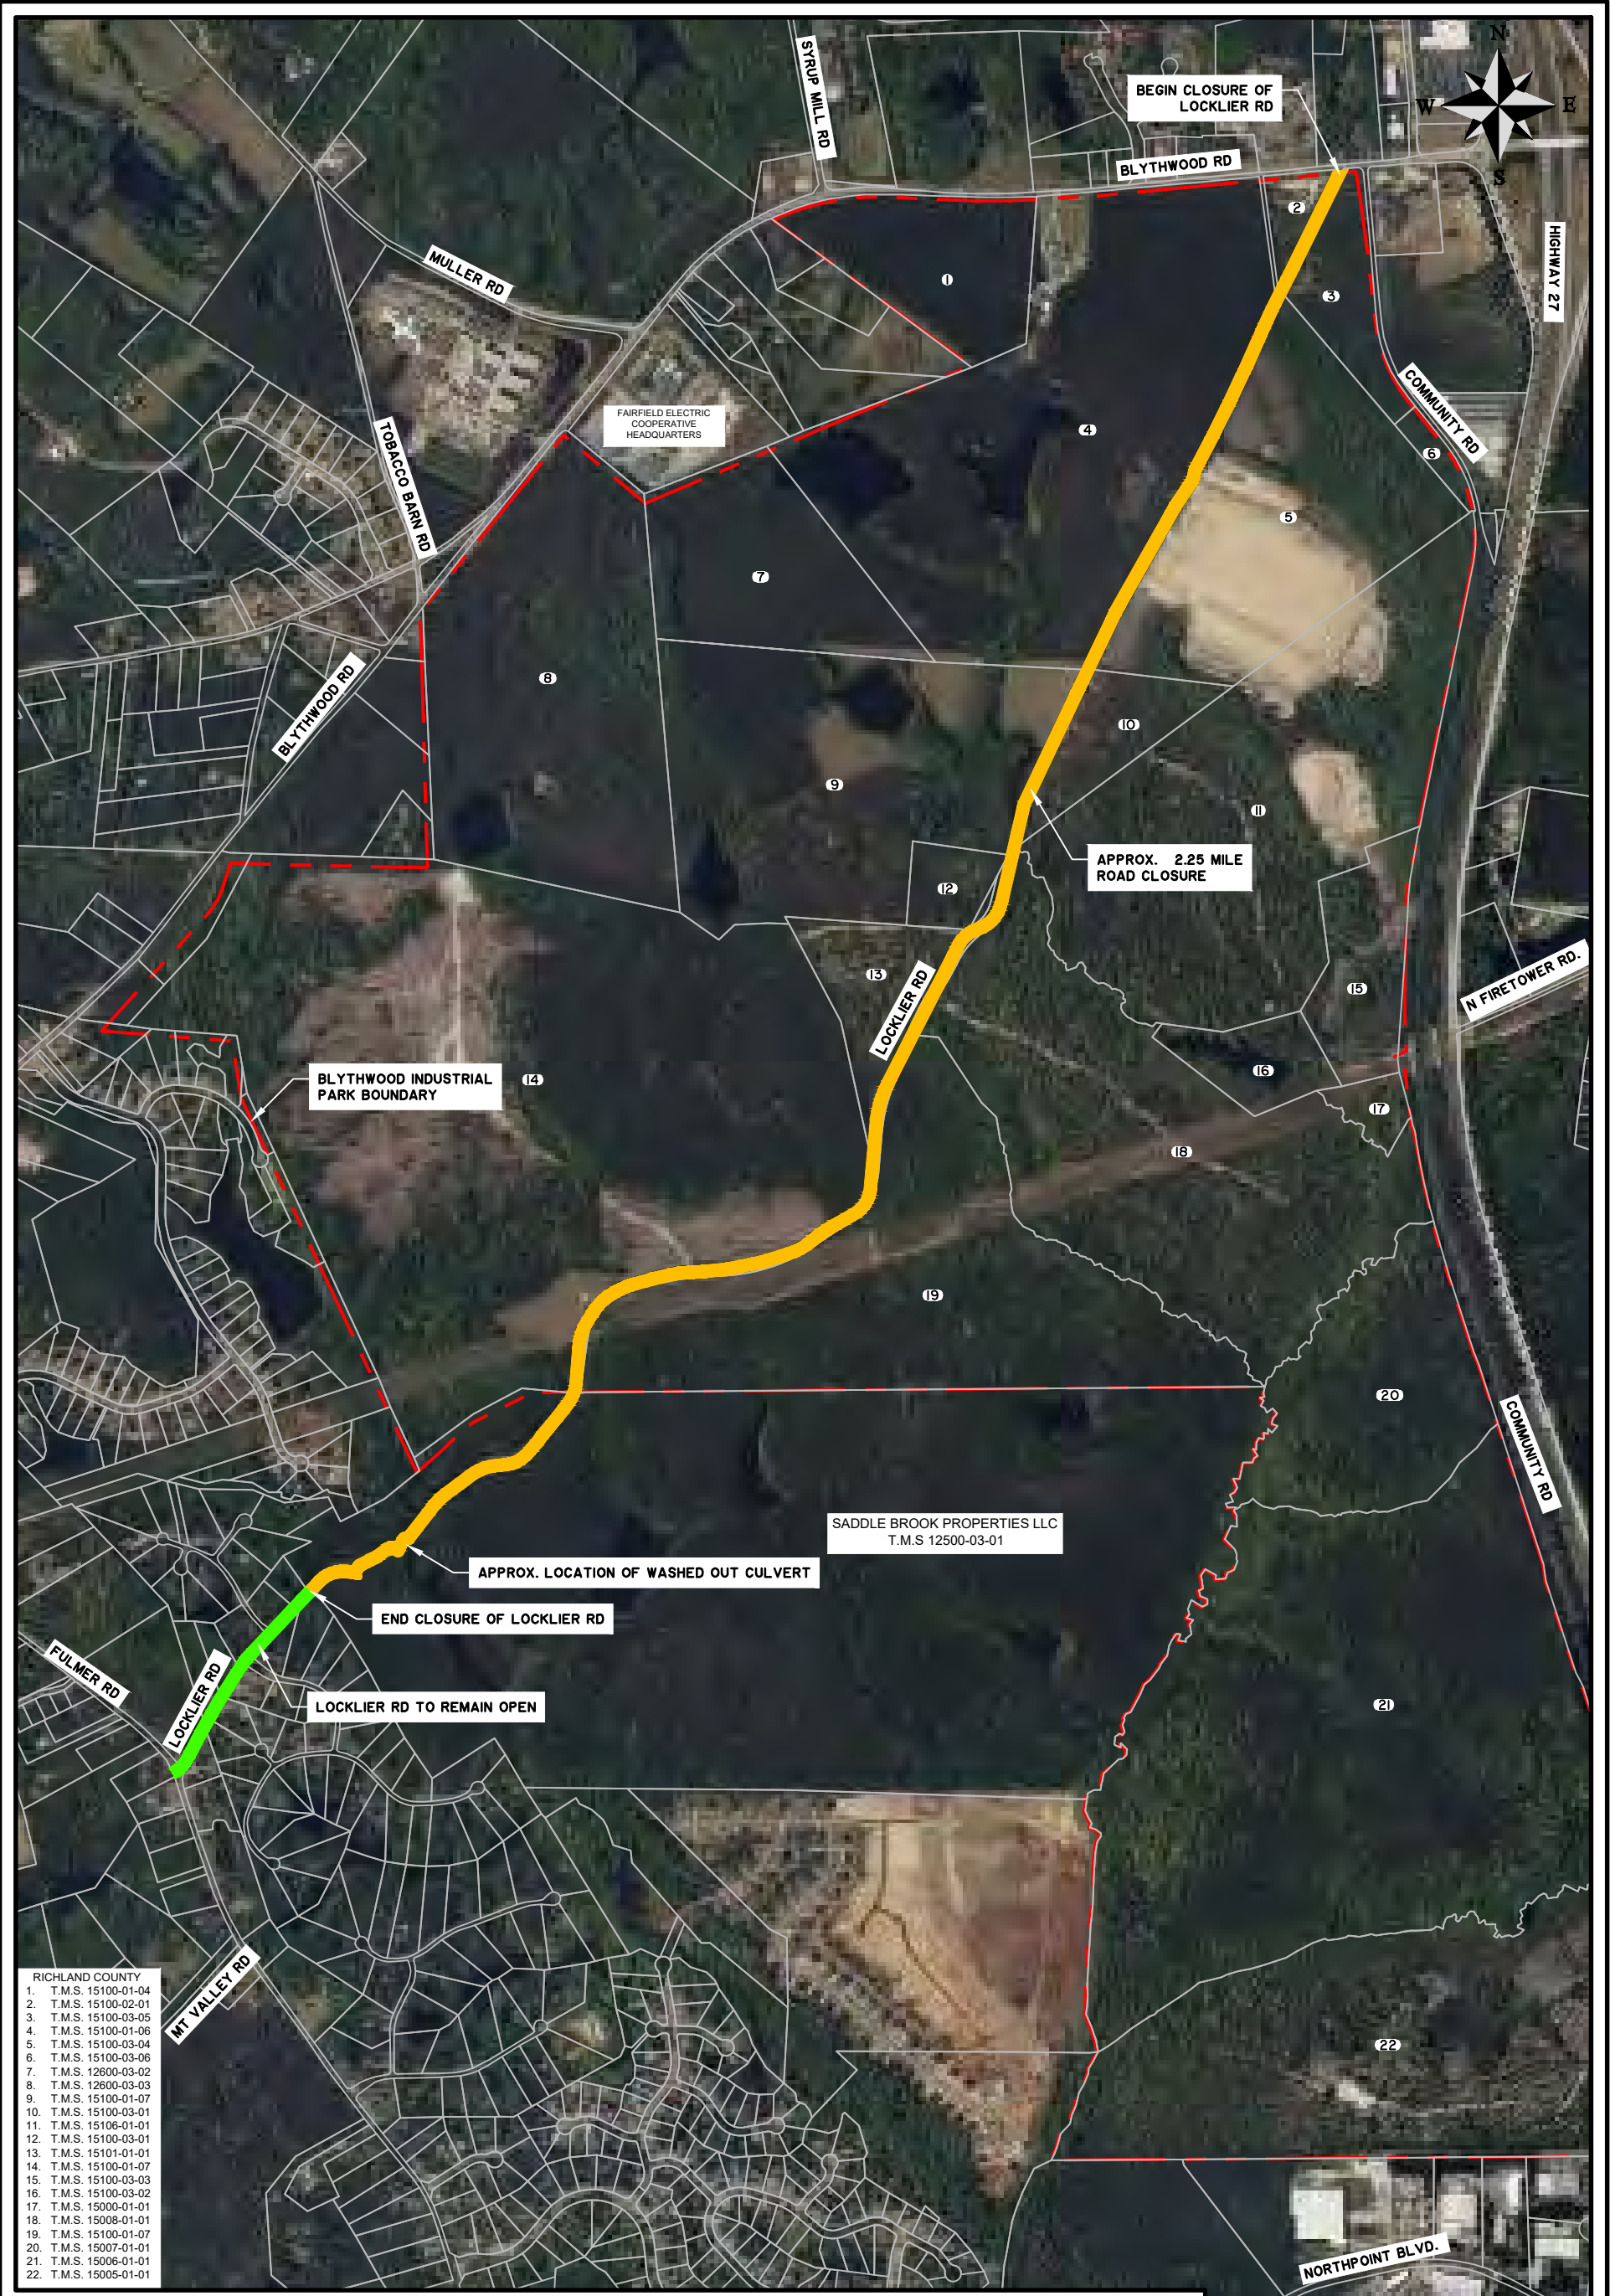 N
W
E
S
SYRUP MILL RD
BEGIN CLOSURE OF
LOCKLIER RD
BLYTHWOOD RD
2
HIGHWAY 27
MULLER RD
1
3
FAIRFIELD ELECTRIC
COOPERATIVE
HEADQUARTERS
COMMUNITY RD
4
6
TOBACCO BARN RD
5
7
8
BLYTHWOOD RD
10
9
11
APPROX. 2.25 MILE
ROAD CLOSURE
12
13
LOCKLIER RD
15
N FIRETOWER RD.
BLYTHWOOD INDUSTRIAL
PARK BOUNDARY
14
16
17
18
19
20
COMMUNITY RD
SADDLE BROOK PROPERTIES LLC
T.M.S 12500-03-01
APPROX. LOCATION OF WASHED OUT CULVERT
END CLOSURE OF LOCKLIER RD
FULMER RD
LOCKLIER RD
LOCKLIER RD TO REMAIN OPEN
21
MT VALLEY RD
22
NORTHPOINT BLVD.
RICHLAND COUNTY
1. T.M.S. 15100-01-04
2. T.M.S. 15100-02-01
3. T.M.S. 15100-03-05
4. T.M.S. 15100-01-06
5. T.M.S. 15100-03-04
6. T.M.S. 15100-03-06
7. T.M.S. 12600-03-02
8. T.M.S. 12600-03-03
9. T.M.S. 15100-01-07
10. T.M.S. 15100-03-01
11. T.M.S. 15106-01-01
12. T.M.S. 15100-03-01
13. T.M.S. 15101-01-01
14. T.M.S. 15100-01-07
15. T.M.S. 15100-03-03
16. T.M.S. 15100-03-02
17. T.M.S. 15000-01-01
18. T.M.S. 15008-01-01
19. T.M.S. 15100-01-07
20. T.M.S. 15007-01-01
21. T.M.S. 15006-01-01
22. T.M.S. 15005-01-01